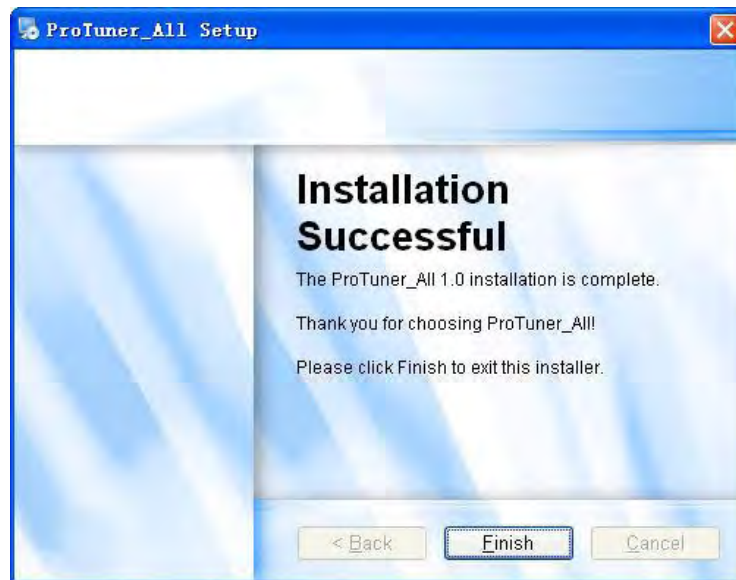 ProTuner_All Setup
Installation
Successful
The ProTuner_All 1.0 installation is complete.
Thank you for choosing ProTuner_All!
Please click Finish to exit this installer.
< Back
Finish
Cancel